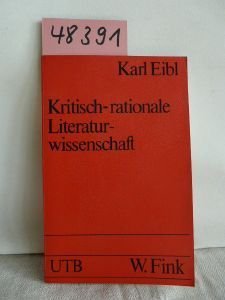 48391
Karl Eibl
Kritisch-rationale
Literatur-
wissenschaft
UTB W. Fink